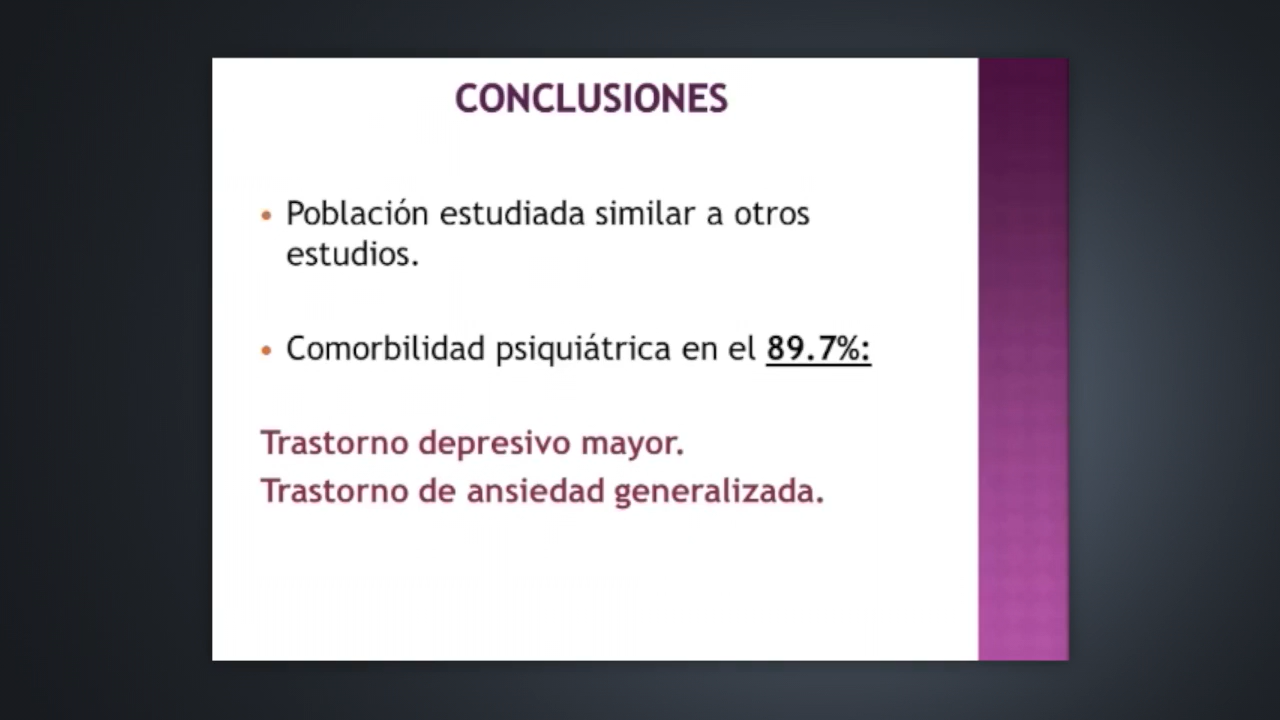 CONCLUSIONES
• Población estudiada similar a otros
estudios.
• Comorbilidad psiquiátrica en el 89.7%:
Trastorno depresivo mayor.
Trastorno de ansiedad generalizada.